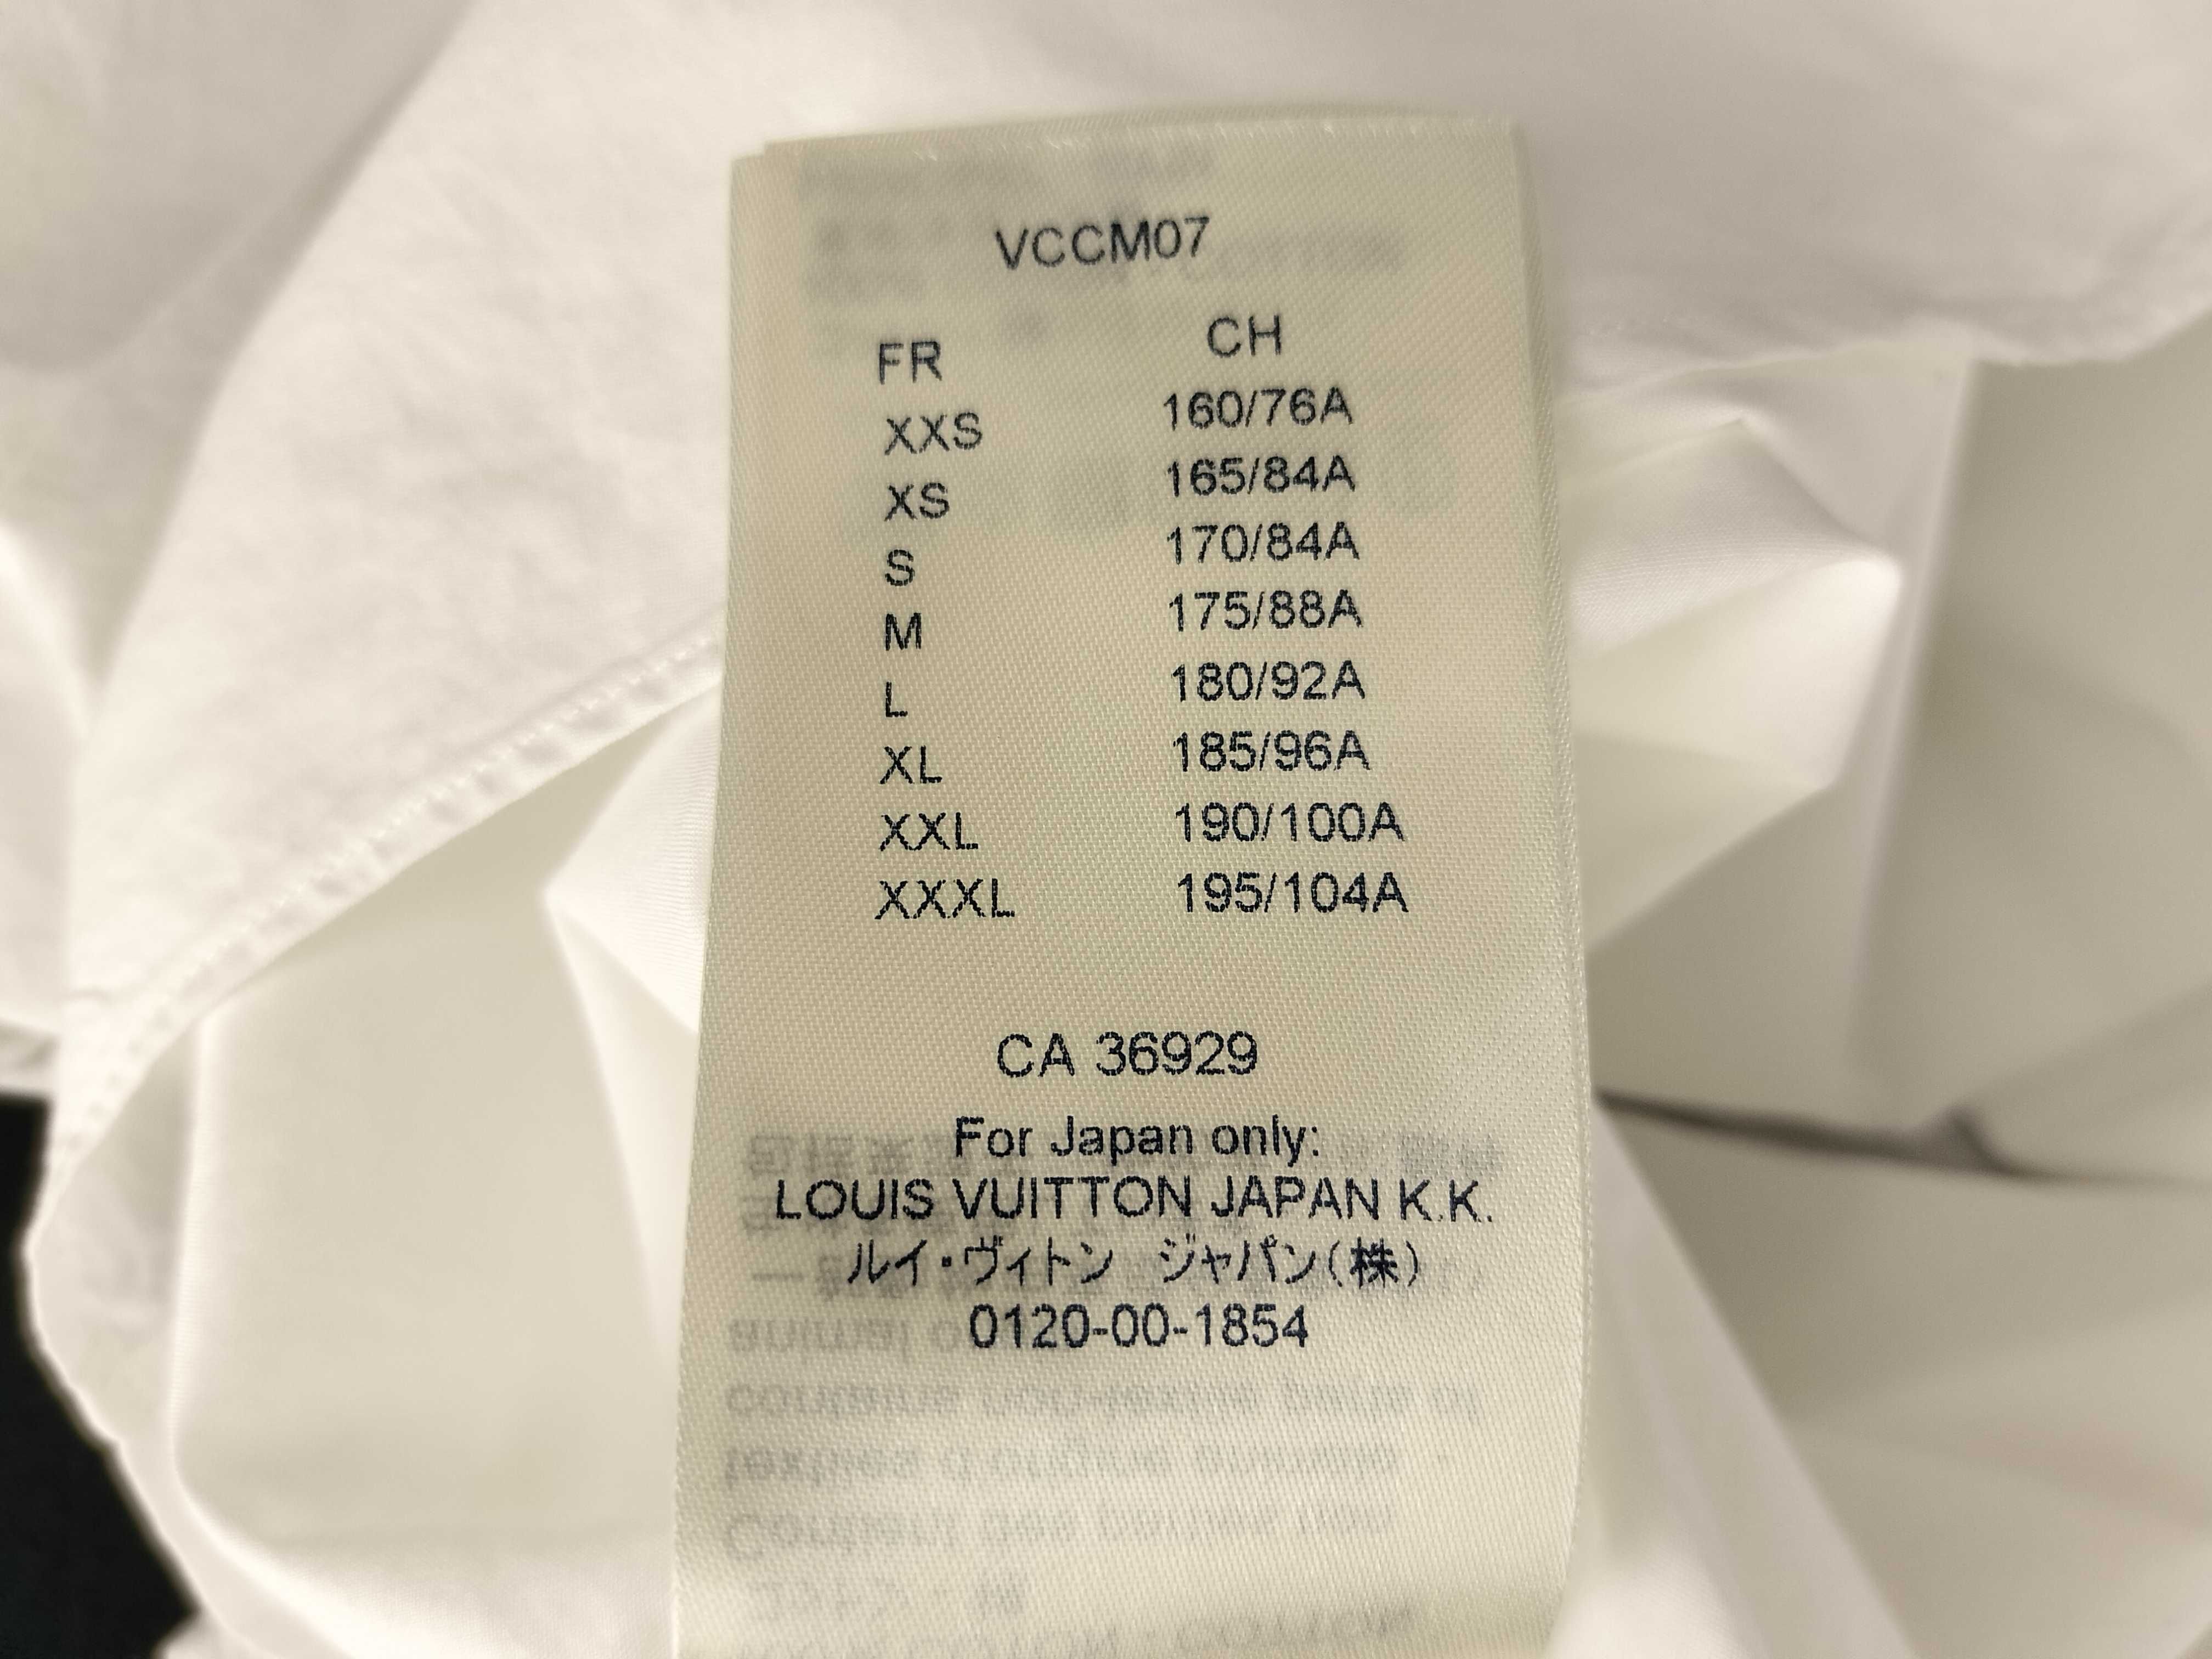 VCCM07
FR CH
XXS 160/76A
XS 165/84A
S 170/84A
M 175/88A
L 180/92A
XL 185/96A
XXL 190/100A
XXXL 195/104A
CA 36929
For Japan only:
LOUIS VUITTON JAPAN K.K.
ルイ・ヴィトン ジャパン(株)
0120-00-1854